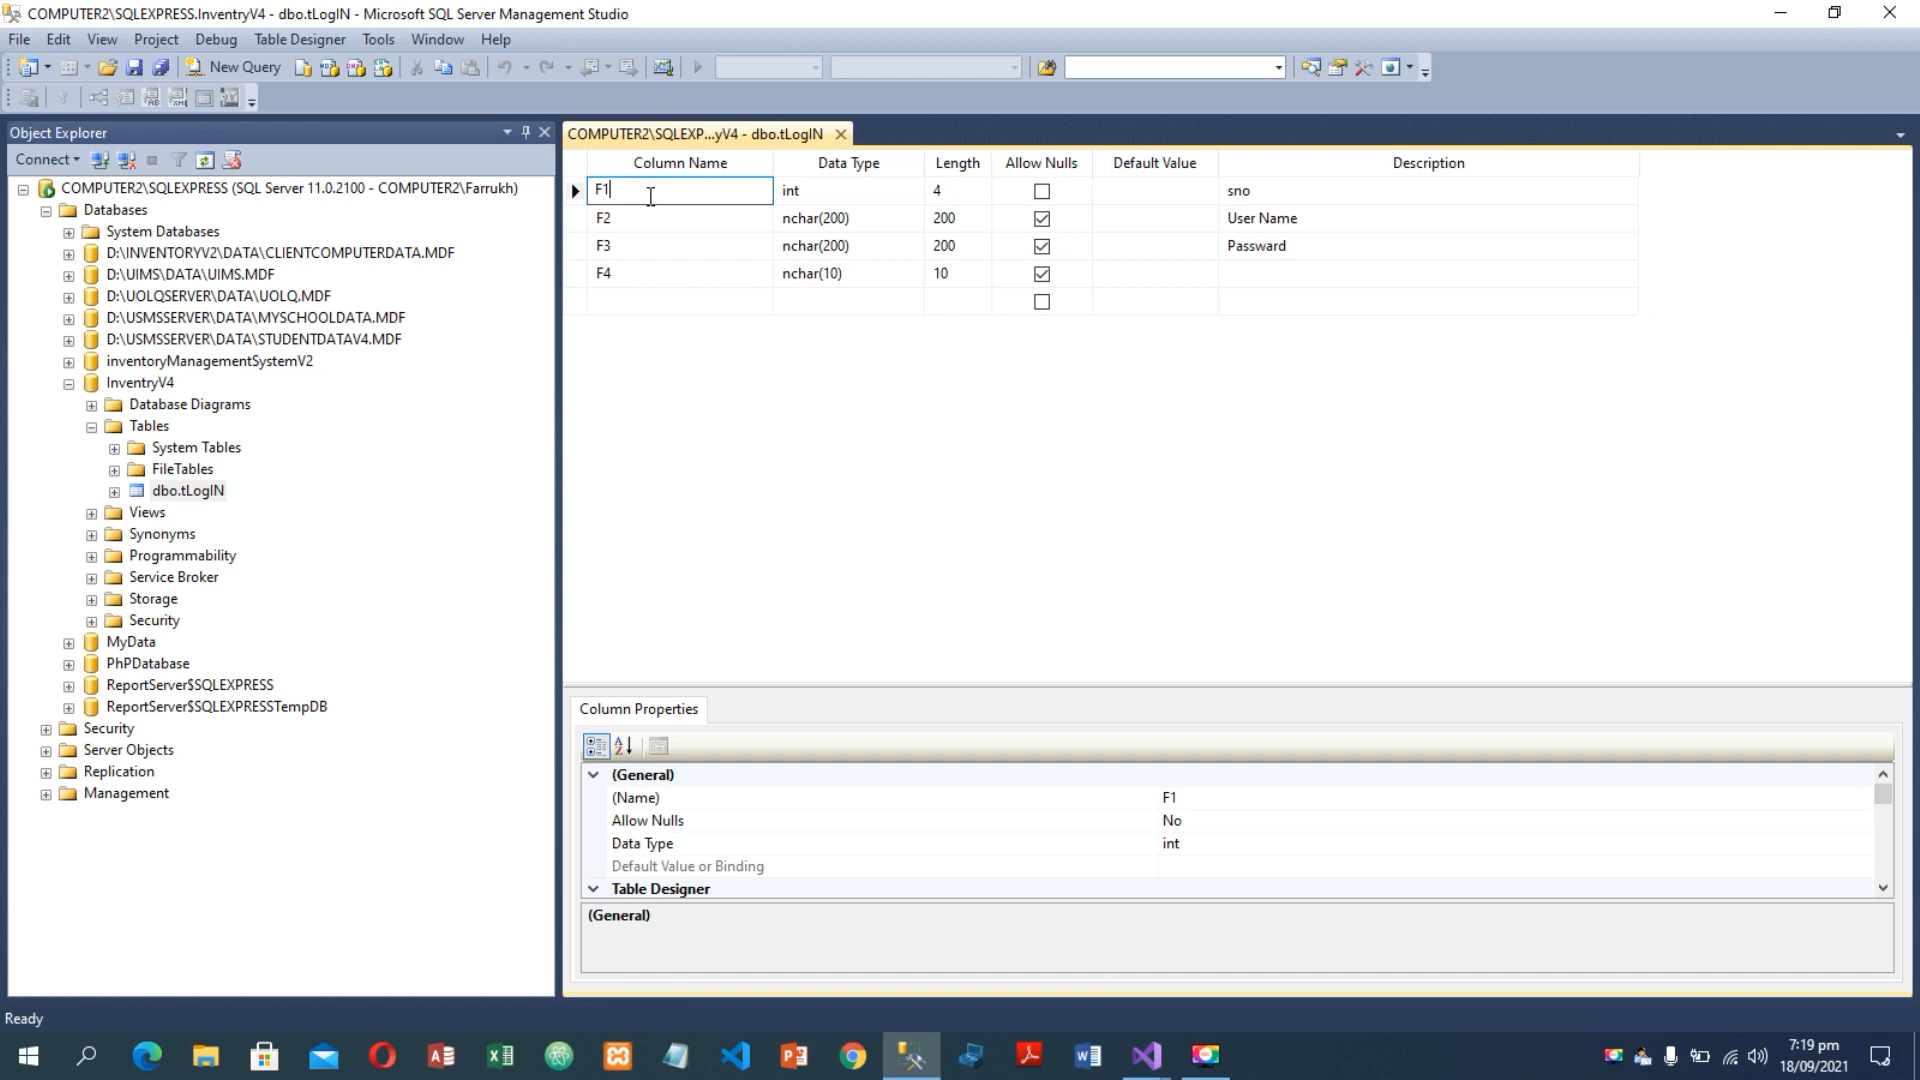 COMPUTER2\SQLEXPRESS.InventryV4 - dbo.tLogIN - Microsoft SQL Server Management Studio
File Edit View Project Debug Table Designer Tools Window Help
New Query
Object Explorer
Connect
COMPUTER2\SQLEXPRESS (SQL Server 11.0.2100 - COMPUTER2\Farrukh)
Databases
System Databases
D:\INVENTORYV2\DATA\CLIENTCOMPUTERDATA.MDF
D:\UIMS\DATA\UIMS.MDF
D:\UOLQSERVER\DATA\UOLQ.MDF
D:\USMSSERVER\DATA\MYSCHOOLDATA.MDF
D:\USMSSERVER\DATA\STUDENTDATAV4.MDF
inventoryManagementSystemV2
InventryV4
Database Diagrams
Tables
System Tables
FileTables
dbo.tLogIN
Views
Synonyms
Programmability
Service Broker
Storage
Security
MyData
PhPDatabase
ReportServer$SQLEXPRESS
ReportServer$SQLEXPRESSTempDB
Security
Server Objects
Replication
Management
COMPUTER2\SQLEXP...yV4 - dbo.tLogIN
Column Name Data Type Length Allow Nulls Default Value Description
F1 int 4 sno
F2 nchar(200) 200 User Name
F3 nchar(200) 200 Passward
F4 nchar(10) 10
Column Properties
(General)
(Name) F1
Allow Nulls No
Data Type int
Default Value or Binding
Table Designer
(General)
Ready
7:19 pm
18/09/2021